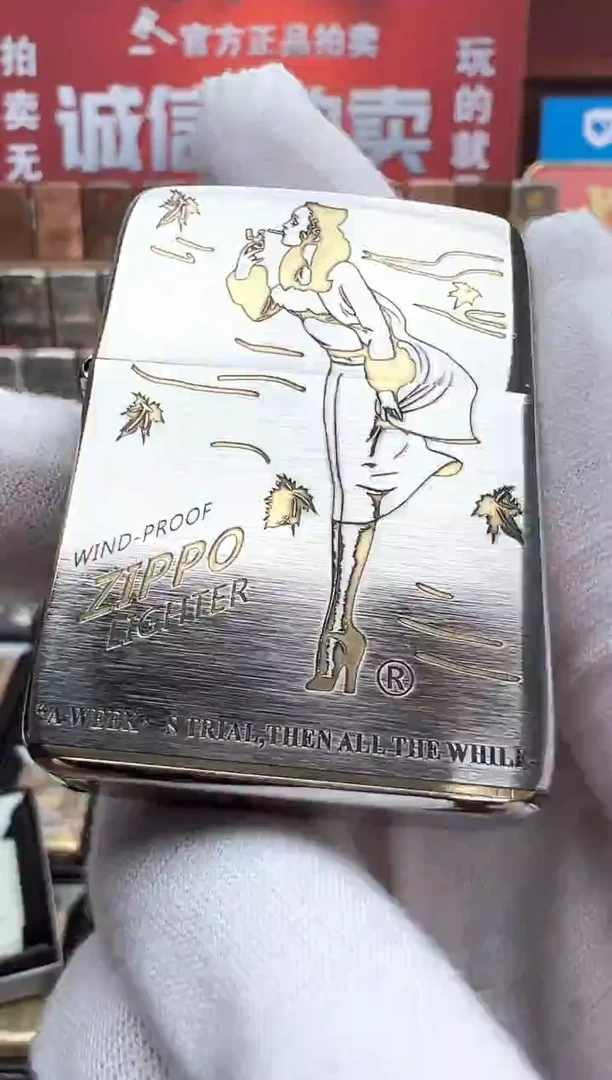 官方正品拍卖
拍卖无
诚信 卖
玩的就
WIND-PROOF
ZIPPO
LIGHTER
®
“A-WEEK' S TRIAL,THEN ALL-THE-WHILE-